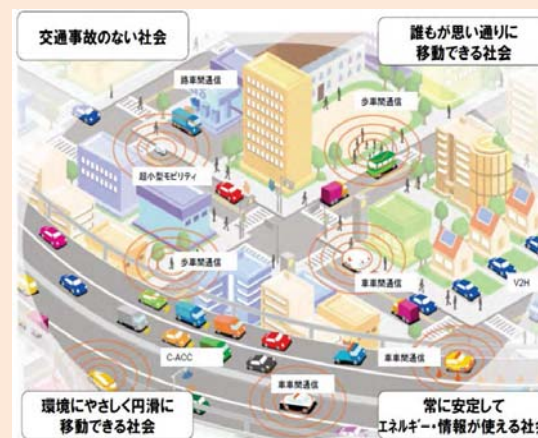 交通事故のない社会
誰もが思い通りに
移動できる社会
路車間通信
歩車間通信
超小型モビリティ
歩車間通信
車車間通信
V2H
C-ACC
車車間通信
車車間通信
環境にやさしく円滑に
移動できる社会
常に安定して
エネルギー・情報が使える社会